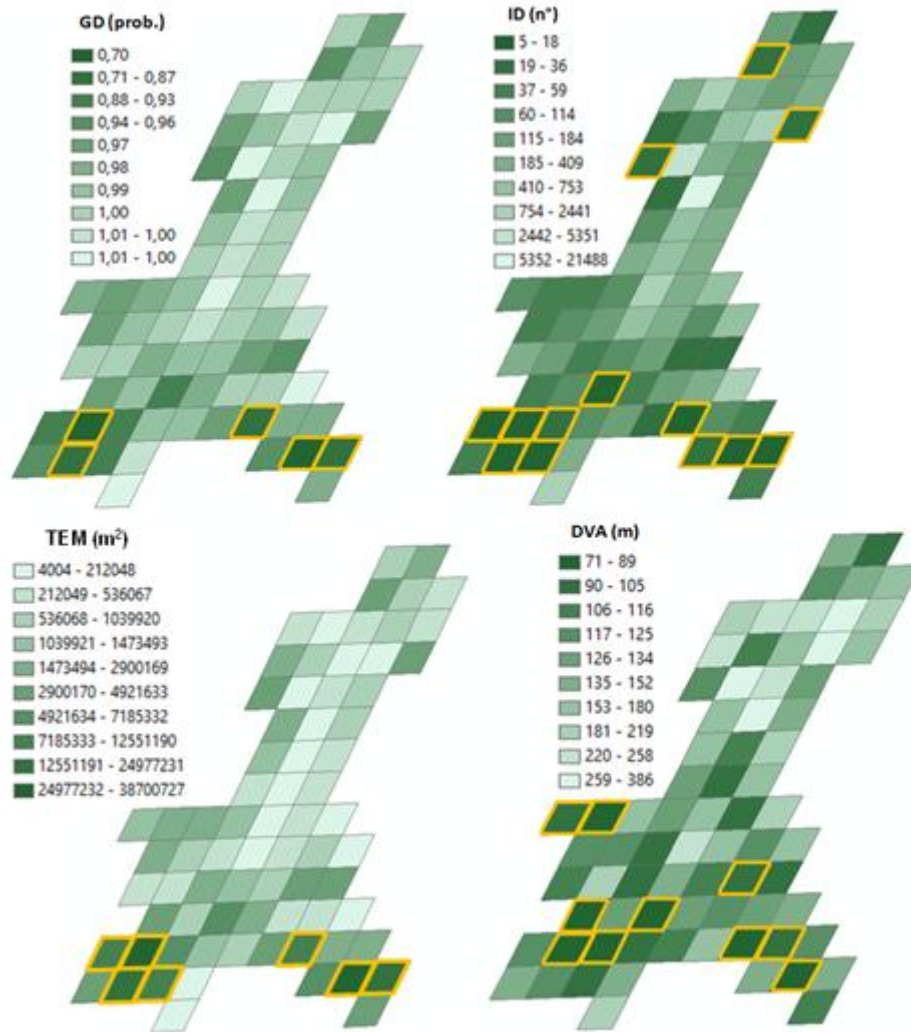 GD (prob.)
0,70
0,71 - 0,87
0,88 - 0,93
0,94 - 0,96
0,97
0,98
0,99
1,00
1,01 - 1,00
1,01 - 1,00
ID (n°)
5 - 18
19 - 36
37 - 59
60 - 114
115 - 184
185 - 409
410 - 753
754 - 2441
2442 - 5351
5352 - 21488
TEM (m²)
4004 - 212048
212049 - 536067
536068 - 1039920
1039921 - 1473493
1473494 - 2900169
2900170 - 4921633
4921634 - 7185332
7185333 - 12551190
12551191 - 24977231
24977232 - 38700727
DVA (m)
71 - 89
90 - 105
106 - 116
117 - 125
126 - 134
135 - 152
153 - 180
181 - 219
220 - 258
259 - 386